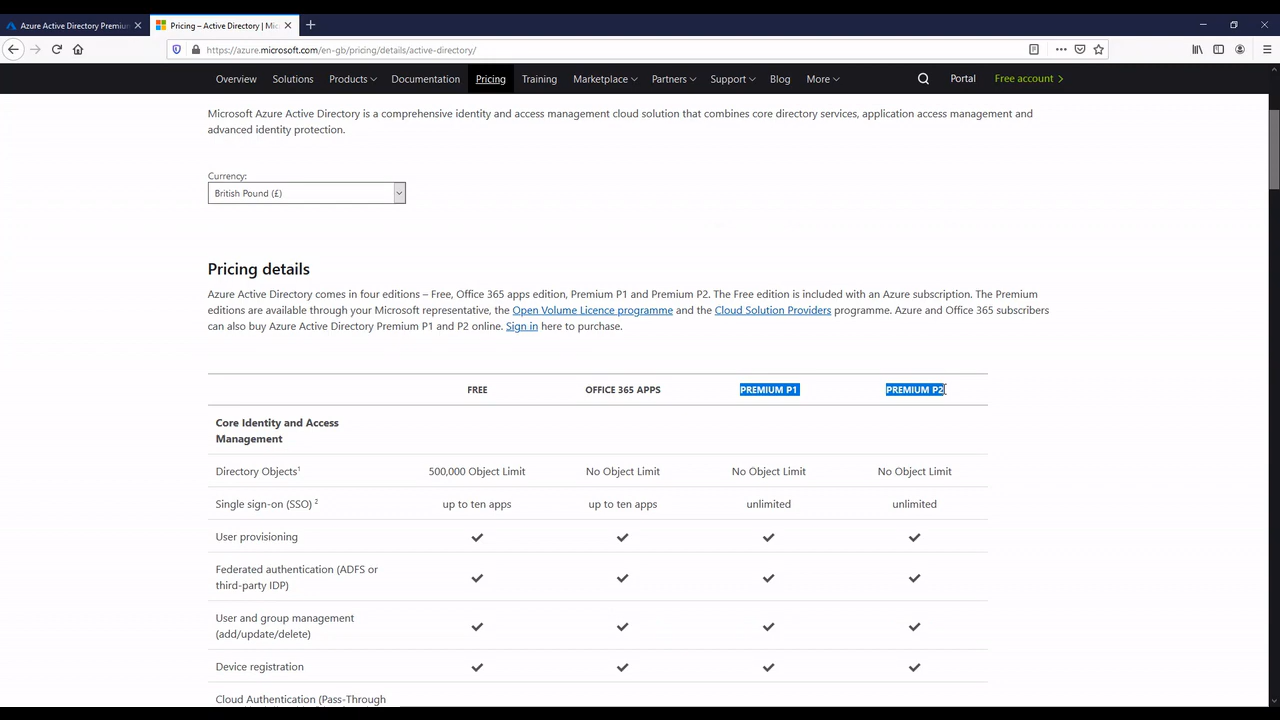 Azure Active Directory Premium
Pricing – Active Directory | Mic
https://azure.microsoft.com/en-gb/pricing/details/active-directory/
Overview Solutions Products Documentation Pricing Training Marketplace Partners Support Blog More Portal Free account
Microsoft Azure Active Directory is a comprehensive identity and access management cloud solution that combines core directory services, application access management and
advanced identity protection.
Currency:
British Pound (£)
Pricing details
Azure Active Directory comes in four editions – Free, Office 365 apps edition, Premium P1 and Premium P2. The Free edition is included with an Azure subscription. The Premium
editions are available through your Microsoft representative, the Open Volume Licence programme and the Cloud Solution Providers programme. Azure and Office 365 subscribers
can also buy Azure Active Directory Premium P1 and P2 online. Sign in here to purchase.
FREE OFFICE 365 APPS PREMIUM P1 PREMIUM P2
Core Identity and Access
Management
Directory Objects¹ 500,000 Object Limit No Object Limit No Object Limit No Object Limit
Single sign-on (SSO) ² up to ten apps up to ten apps unlimited unlimited
User provisioning
Federated authentication (ADFS or
third-party IDP)
User and group management
(add/update/delete)
Device registration
Cloud Authentication (Pass-Through